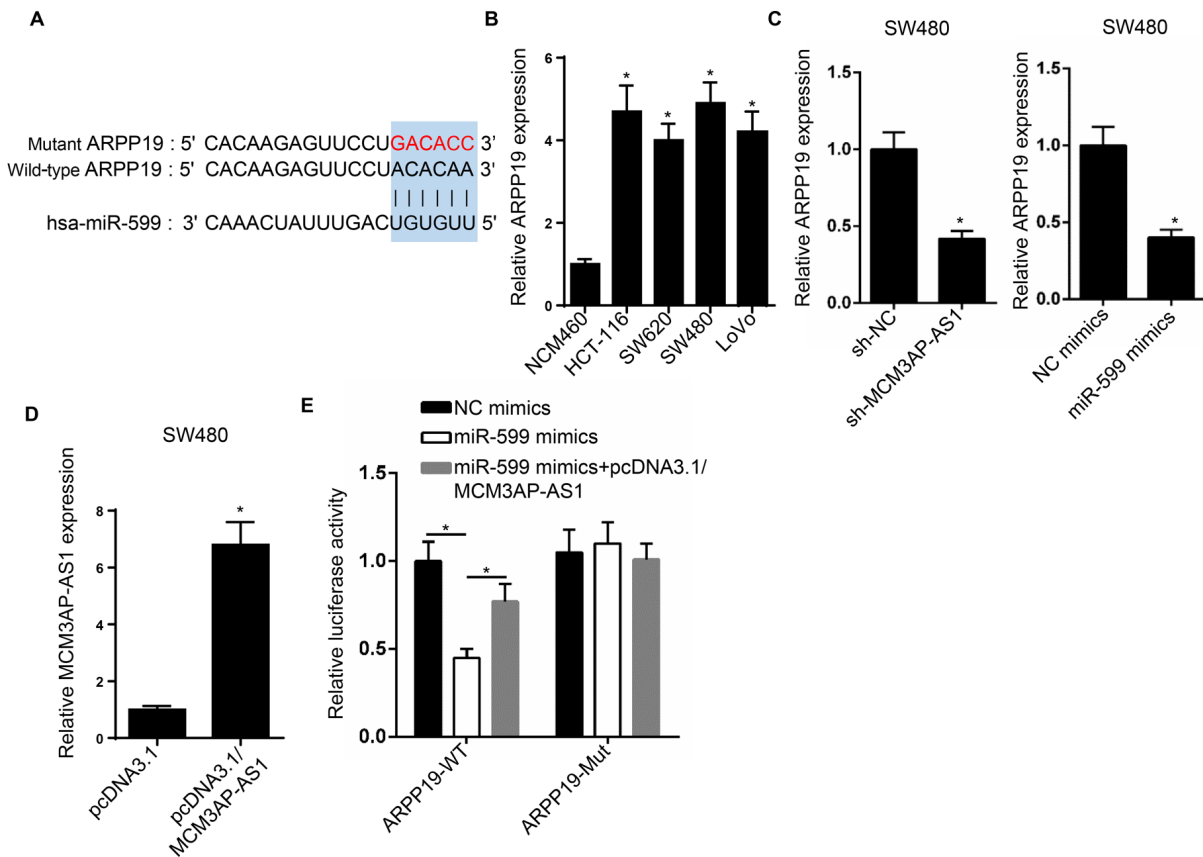 A
Mutant ARPP19 : 5' CACAAGAGUUCCUGACACC 3'
Wild-type ARPP19 : 5' CACAAGAGUUCCUACACAA 3'
hsa-miR-599 : 3' CAAACUAUUUGACUGUGUU 5'
B
Relative ARPP19 expression
6
4
2
0
* * * *
NCM460
HCT-116
SW620
SW480
LoVo
C
SW480
Relative ARPP19 expression
1.5
1.0
0.5
0.0
*
sh-NC
sh-MCM3AP-AS1
SW480
Relative ARPP19 expression
1.5
1.0
0.5
0.0
*
NC mimics
miR-599 mimics
D
SW480
Relative MCM3AP-AS1 expression
8
6
4
2
0
*
pcDNA3.1
pcDNA3.1/
MCM3AP-AS1
E
NC mimics
miR-599 mimics
miR-599 mimics+pcDNA3.1/
MCM3AP-AS1
Relative luciferase activity
1.5
1.0
0.5
0.0
*
*
ARPP19-WT
ARPP19-Mut